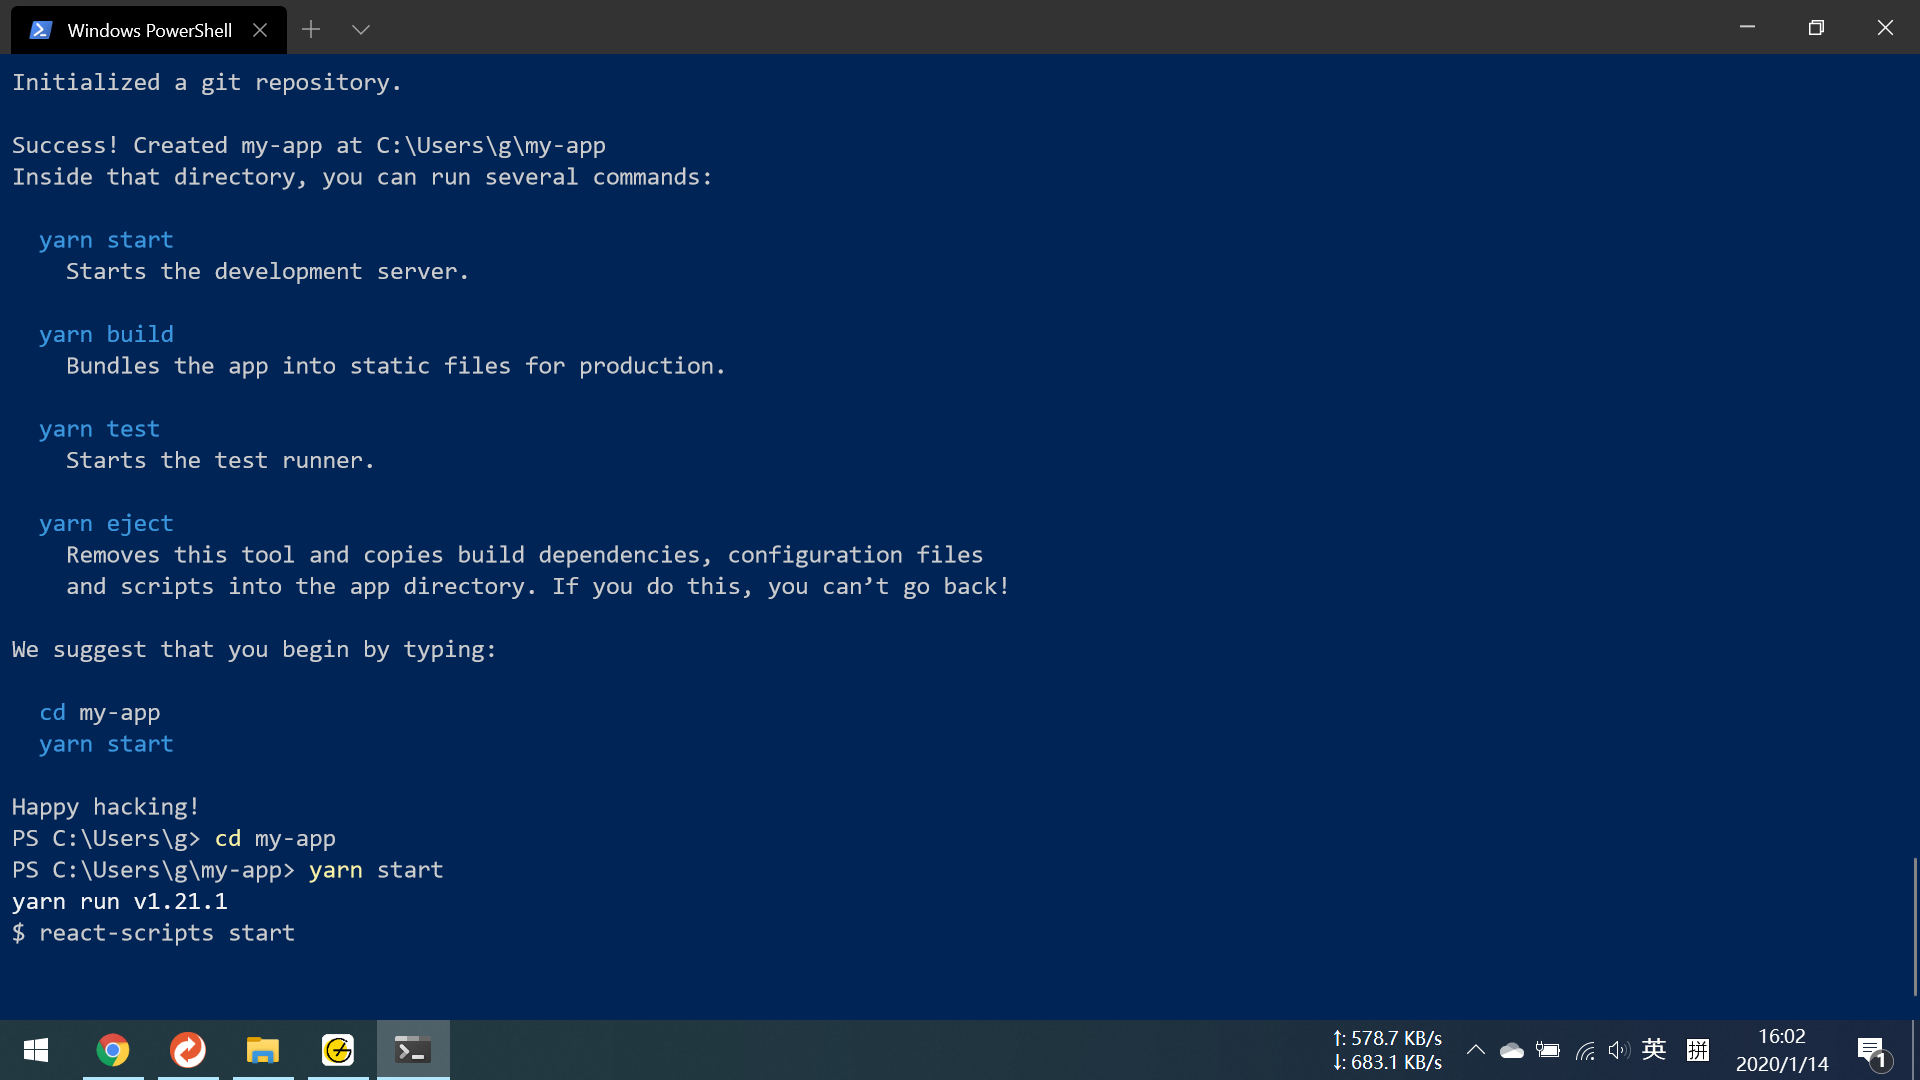 Windows PowerShell
Initialized a git repository.
Success! Created my-app at C:\Users\g\my-app
Inside that directory, you can run several commands:
yarn start
Starts the development server.
yarn build
Bundles the app into static files for production.
yarn test
Starts the test runner.
yarn eject
Removes this tool and copies build dependencies, configuration files
and scripts into the app directory. If you do this, you can’t go back!
We suggest that you begin by typing:
cd my-app
yarn start
Happy hacking!
PS C:\Users\g> cd my-app
PS C:\Users\g\my-app> yarn start
yarn run v1.21.1
$ react-scripts start
↑: 578.7 KB/s
↓: 683.1 KB/s
英
拼
16:02
2020/1/14
1